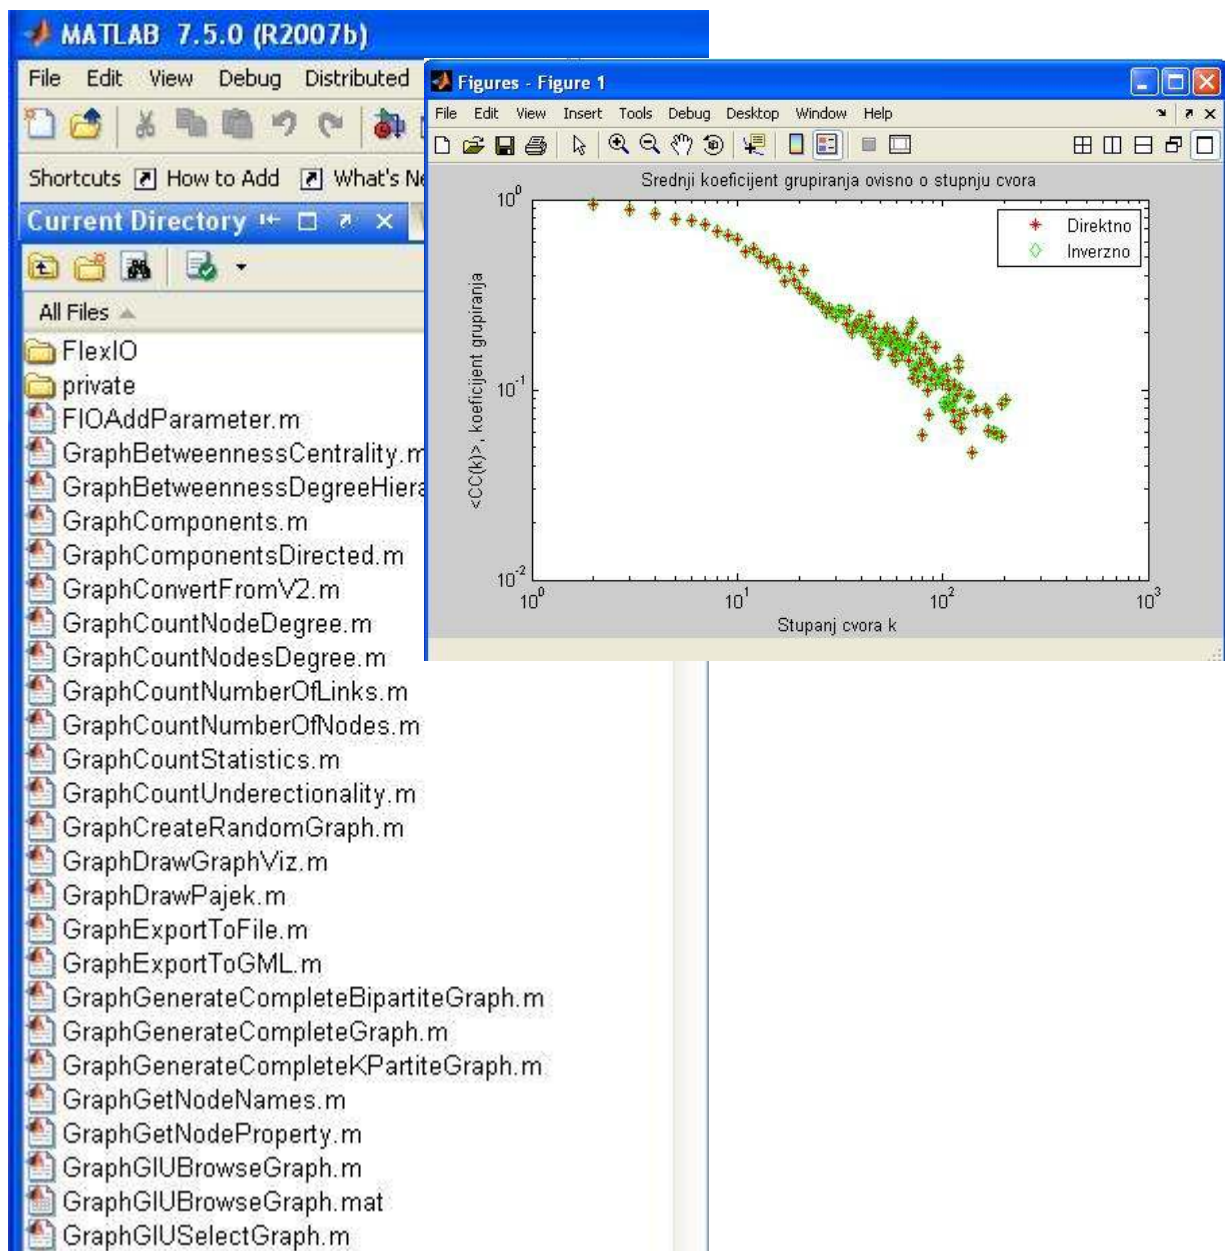 MATLAB 7.5.0 (R2007b)
File Edit View Debug Distributed
Shortcuts How to Add What's Ne
Current Directory
All Files
FlexIO
private
FIOAddParameter.m
GraphBetweennessCentrality.m
GraphBetweennessDegreeHiera
GraphComponents.m
GraphComponentsDirected.m
GraphConvertFromV2.m
GraphCountNodeDegree.m
GraphCountNodesDegree.m
GraphCountNumberOfLinks.m
GraphCountNumberOfNodes.m
GraphCountStatistics.m
GraphCountUnderectionality.m
GraphCreateRandomGraph.m
GraphDrawGraphViz.m
GraphDrawPajek.m
GraphExportToFile.m
GraphExportToGML.m
GraphGenerateCompleteBipartiteGraph.m
GraphGenerateCompleteGraph.m
GraphGenerateCompleteKPartiteGraph.m
GraphGetNodeNames.m
GraphGetNodeProperty.m
GraphGIUBrowseGraph.m
GraphGIUBrowseGraph.mat
GraphGIUSelectGraph.m
Figures - Figure 1
File Edit View Insert Tools Debug Desktop Window Help
Srednji koeficijent grupiranja ovisno o stupnju cvora
Direktno
Inverzno
<CC(k)>, koeficijent grupiranja
10^0
10^-1
10^-2
10^0 10^1 10^2 10^3
Stupanj cvora k